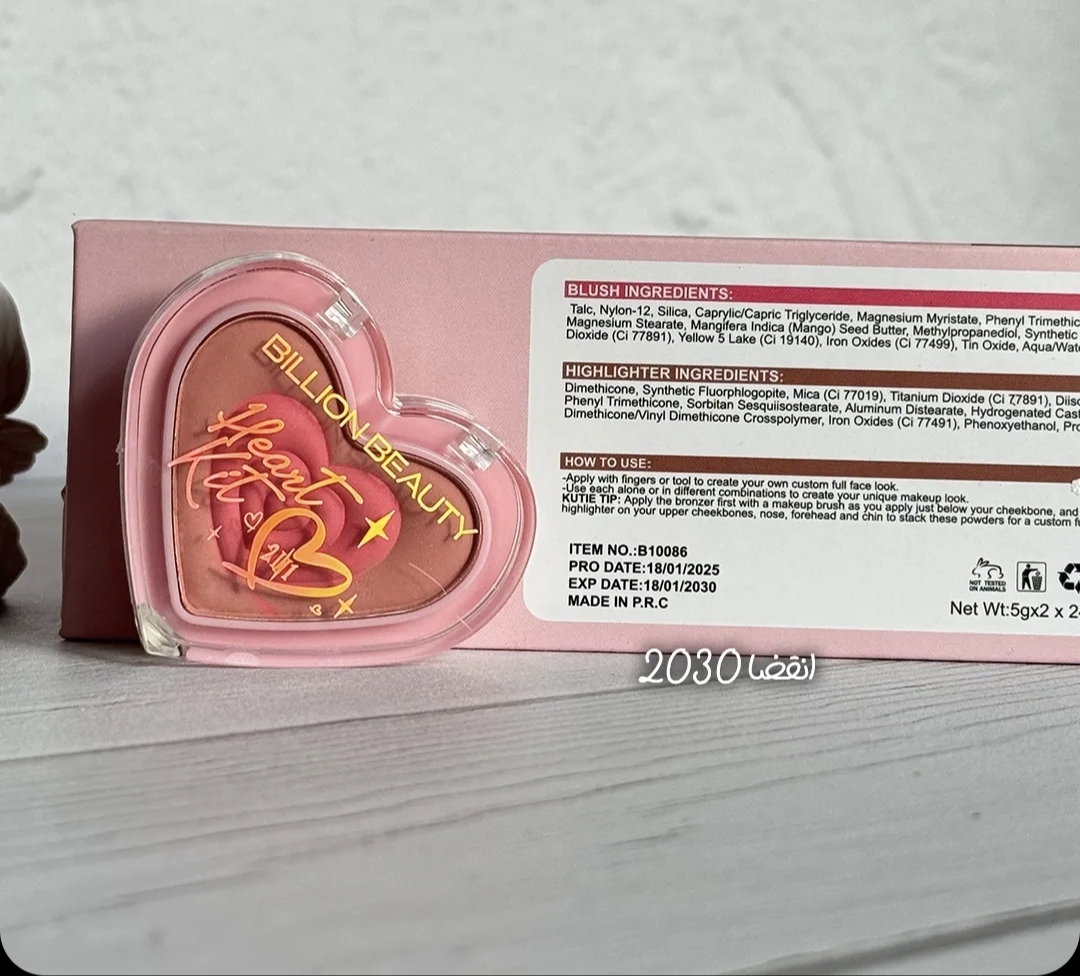 BILLION-BEAUTY
Heart
Kit
2 in 1
BLUSH INGREDIENTS:
Talc, Nylon-12, Silica, Caprylic/Capric Triglyceride, Magnesium Myristate, Phenyl
Magnesium Stearate, Mangifera Indica (Mango) Seed Butter, Methylpropanediol, Synthetic
Dioxide (Ci 77891), Yellow 5 Lake (Ci 19140), Iron Oxides (Ci 77499), Tin Oxide,
HIGHLIGHTER INGREDIENTS:
Dimethicone, Synthetic Fluorphlogopite, Mica (Ci 77019), Titanium Dioxide (Ci 77891),
Phenyl Trimethicone, Sorbitan Sesquiisostearate, Aluminum Distearate, Hydrogenated
Dimethicone/Vinyl Dimethicone Crosspolymer, Iron Oxides (Ci 77491), Phenoxyethanol,
HOW TO USE:
-Apply with fingers or tool to create your own custom full face look.
-Use each alone or in different combinations to create your unique makeup look.
KUTIE TIP: Apply the bronzer first with a makeup brush as you apply just below your cheekbone, and
highlighter on your upper cheekbones, nose, forehead and chin to stack these powders for a custom
ITEM NO.:B10086
PRO DATE:18/01/2025
EXP DATE:18/01/2030
MADE IN P.R.C
NOT TESTED
ON ANIMALS
Net Wt:5gx2 x 2
انقضا 2030